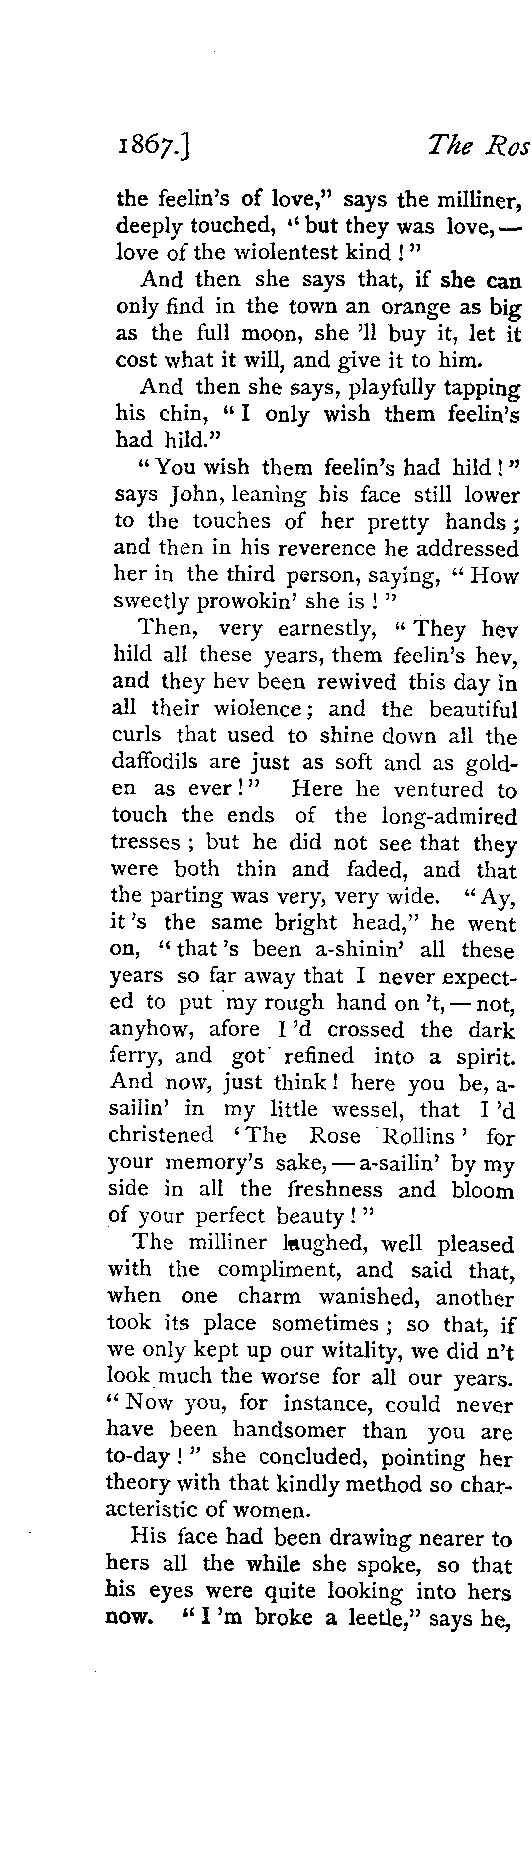 1867.] The Ros
the feelin's of love," says the milliner,
deeply touched, "but they was love,—
love of the wiolentest kind!"
And then she says that, if she can
only find in the town an orange as big
as the full moon, she 'll buy it, let it
cost what it will, and give it to him.
And then she says, playfully tapping
his chin, "I only wish them feelin's
had hild."
"You wish them feelin's had hild!"
says John, leaning his face still lower
to the touches of her pretty hands;
and then in his reverence he addressed
her in the third person, saying, "How
sweetly prowokin' she is!"
Then, very earnestly, "They hev
hild all these years, them feelin's hev,
and they hev been rewived this day in
all their wiolence; and the beautiful
curls that used to shine down all the
daffodils are just as soft and as gold-
en as ever!" Here he ventured to
touch the ends of the long-admired
tresses; but he did not see that they
were both thin and faded, and that
the parting was very, very wide. "Ay,
it 's the same bright head," he went
on, "that 's been a-shinin' all these
years so far away that I never expect-
ed to put my rough hand on 't,—not,
anyhow, afore I 'd crossed the dark
ferry, and got refined into a spirit.
And now, just think! here you be, a-
sailin' in my little wessel, that I 'd
christened 'The Rose Rollins' for
your memory's sake,—a-sailin' by my
side in all the freshness and bloom
of your perfect beauty!"
The milliner laughed, well pleased
with the compliment, and said that,
when one charm wanished, another
took its place sometimes; so that, if
we only kept up our witality, we did n't
look much the worse for all our years.
"Now you, for instance, could never
have been handsomer than you are
to-day!" she concluded, pointing her
theory with that kindly method so char-
acteristic of women.
His face had been drawing nearer to
hers all the while she spoke, so that
his eyes were quite looking into hers
now. "I 'm broke a leetle," says he,